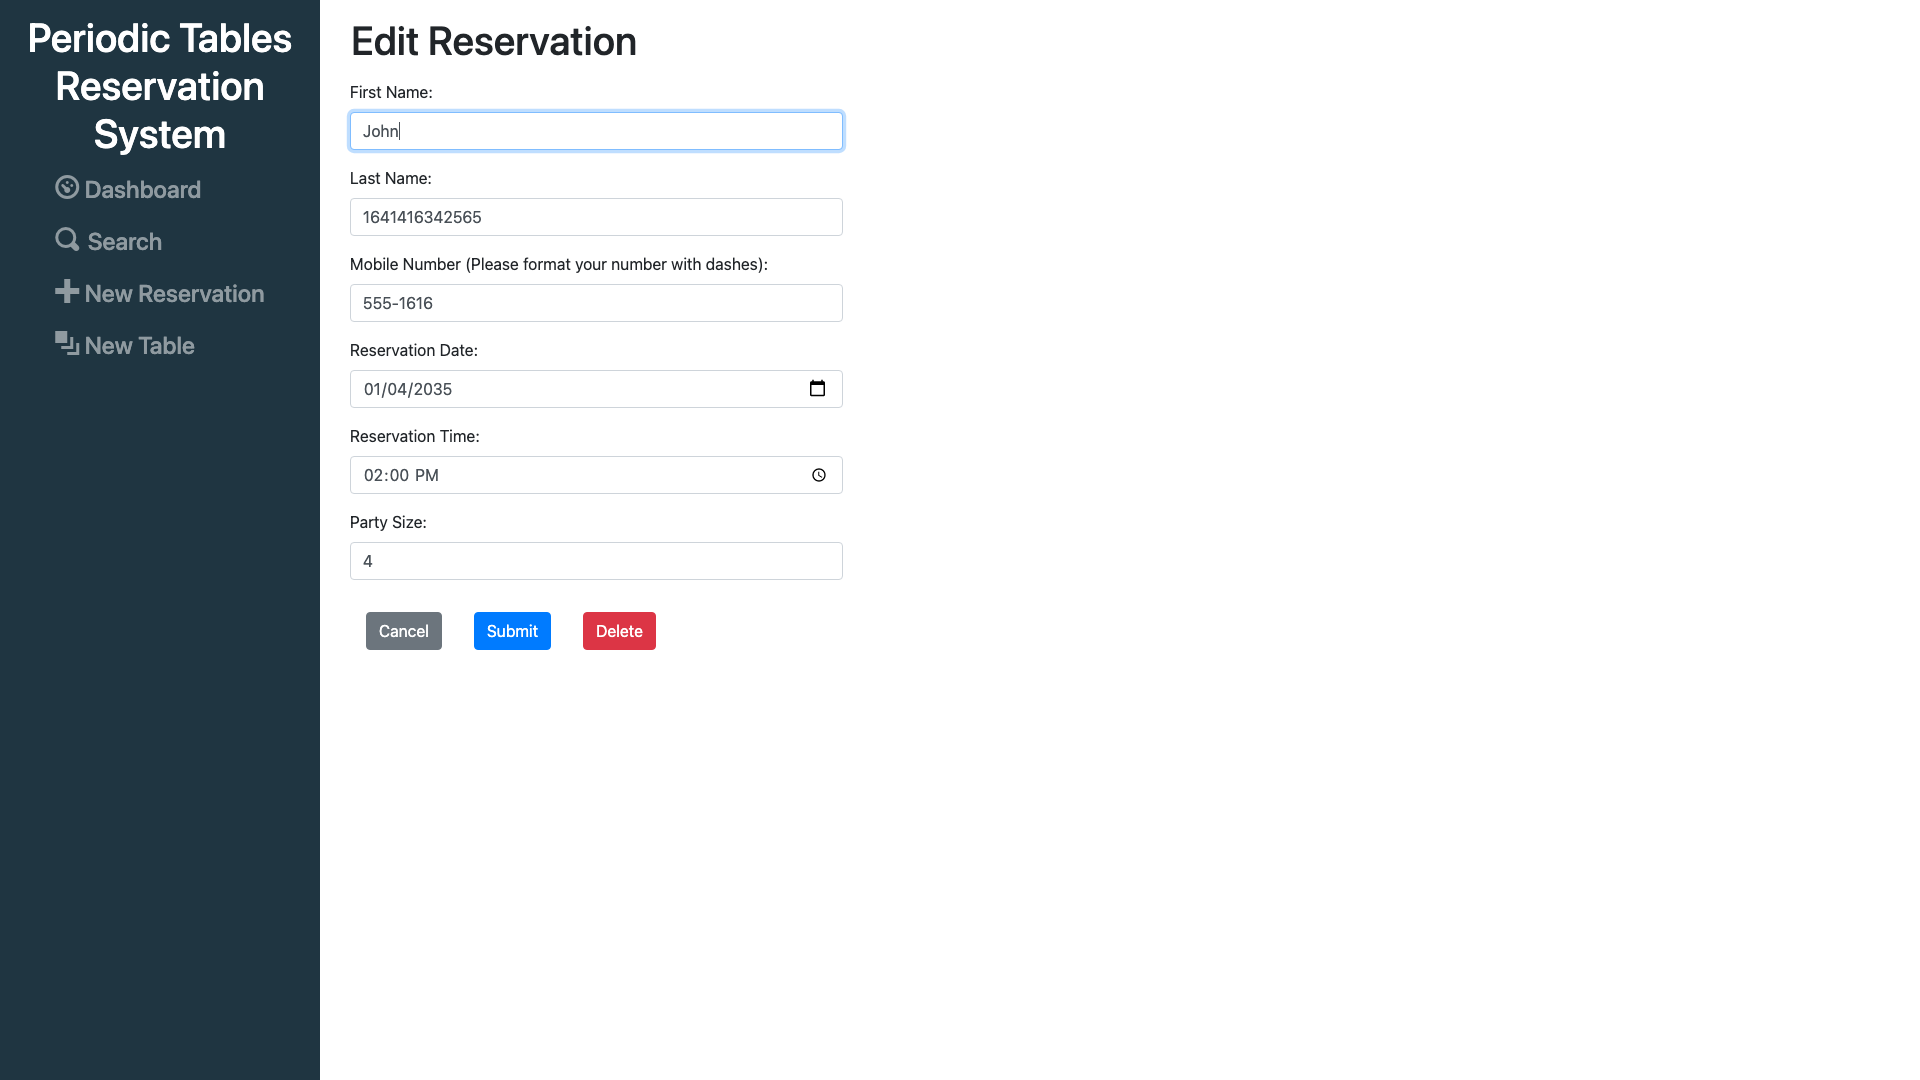 Periodic Tables
Reservation
System
Dashboard
Search
New Reservation
New Table
Edit Reservation
First Name:
John
Last Name:
1641416342565
Mobile Number (Please format your number with dashes):
555-1616
Reservation Date:
01/04/2035
Reservation Time:
02:00 PM
Party Size:
4
Cancel Submit Delete